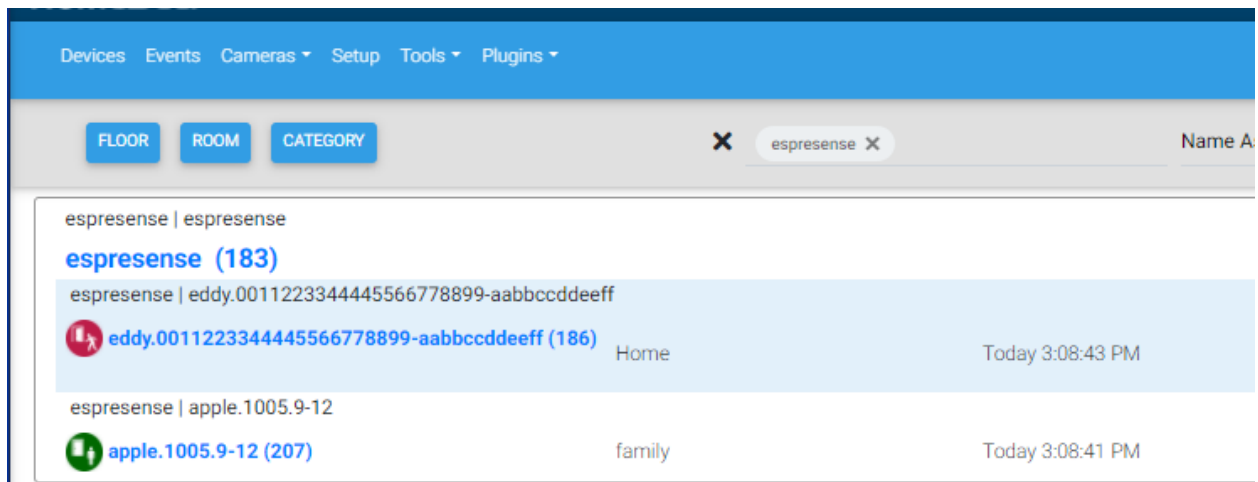 Devices Events Cameras Setup Tools Plugins
FLOOR ROOM CATEGORY espresense Name
espresense | espresense
espresense (183)
espresense | eddy.0011223344445566778899-aabbccddeeff
eddy.0011223344445566778899-aabbccddeeff (186)
Home Today 3:08:43 PM
espresense | apple.1005.9-12
apple.1005.9-12 (207) family Today 3:08:41 PM